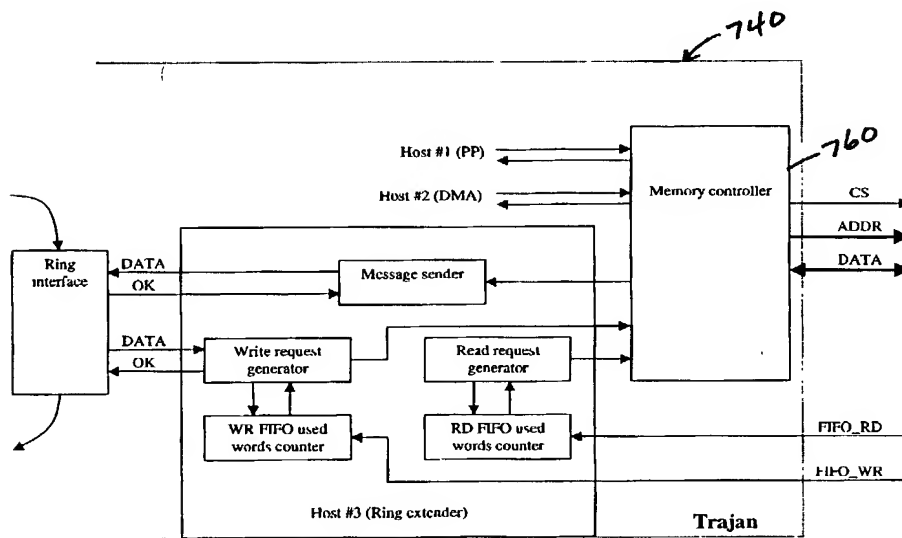 740
760
Host #1 (PP)
Memory controller
Host #2 (DMA)
CS
ADDR
DATA
Ring
interface
DATA
OK
Message sender
DATA
OK
Write request
generator
Read request
generator
WR FIFO used
words counter
RD FIFO used
words counter
FIFO_RD
FIFO_WR
Host #3 (Ring extender)
Trajan